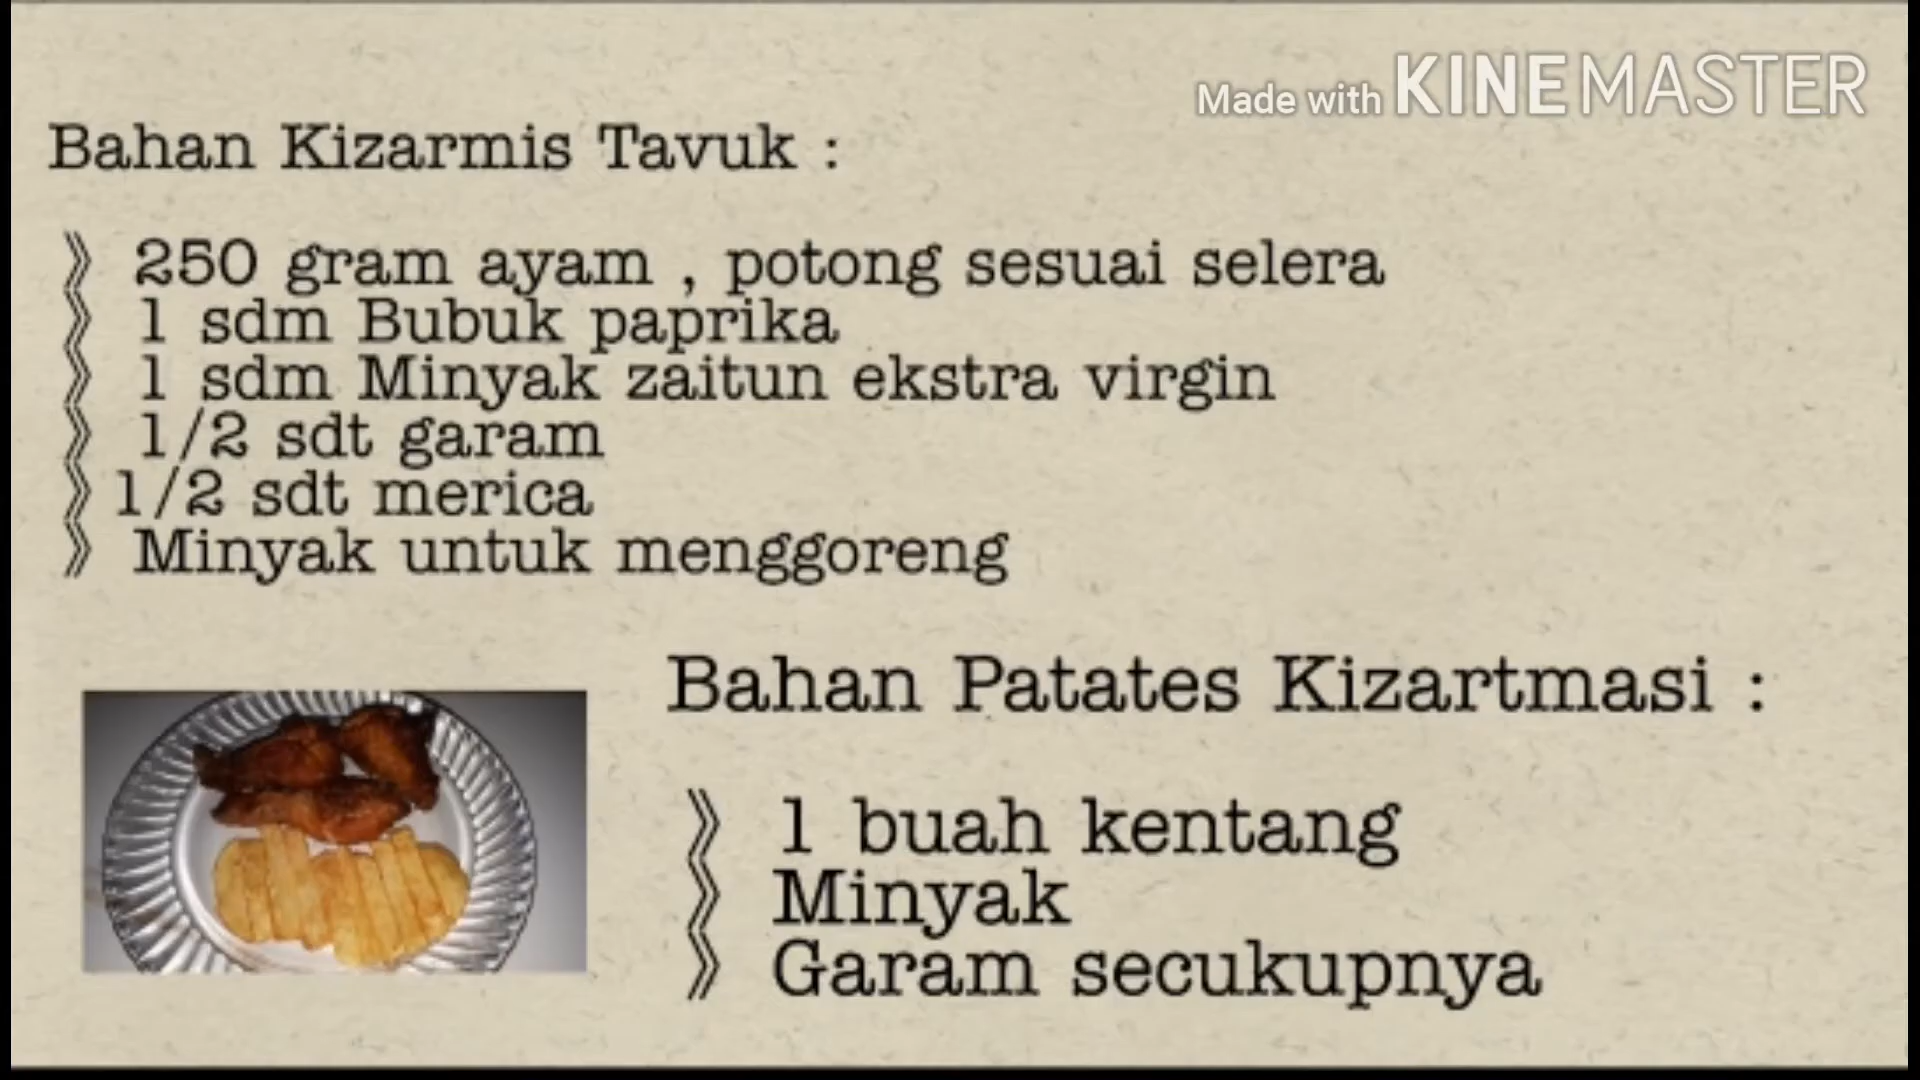 Made with KINEMASTER
Bahan Kizarmis Tavuk :
》 250 gram ayam , potong sesuai selera
》 1 sdm Bubuk paprika
》 1 sdm Minyak zaitun ekstra virgin
》 1/2 sdt garam
》 1/2 sdt merica
》 Minyak untuk menggoreng
Bahan Patates Kizartmasi :
》 1 buah kentang
》 Minyak
》 Garam secukupnya